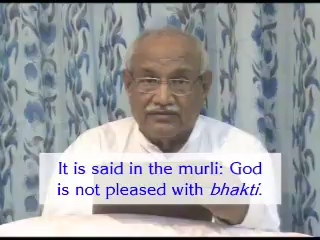 It is said in the murli: God
is not pleased with bhakti.